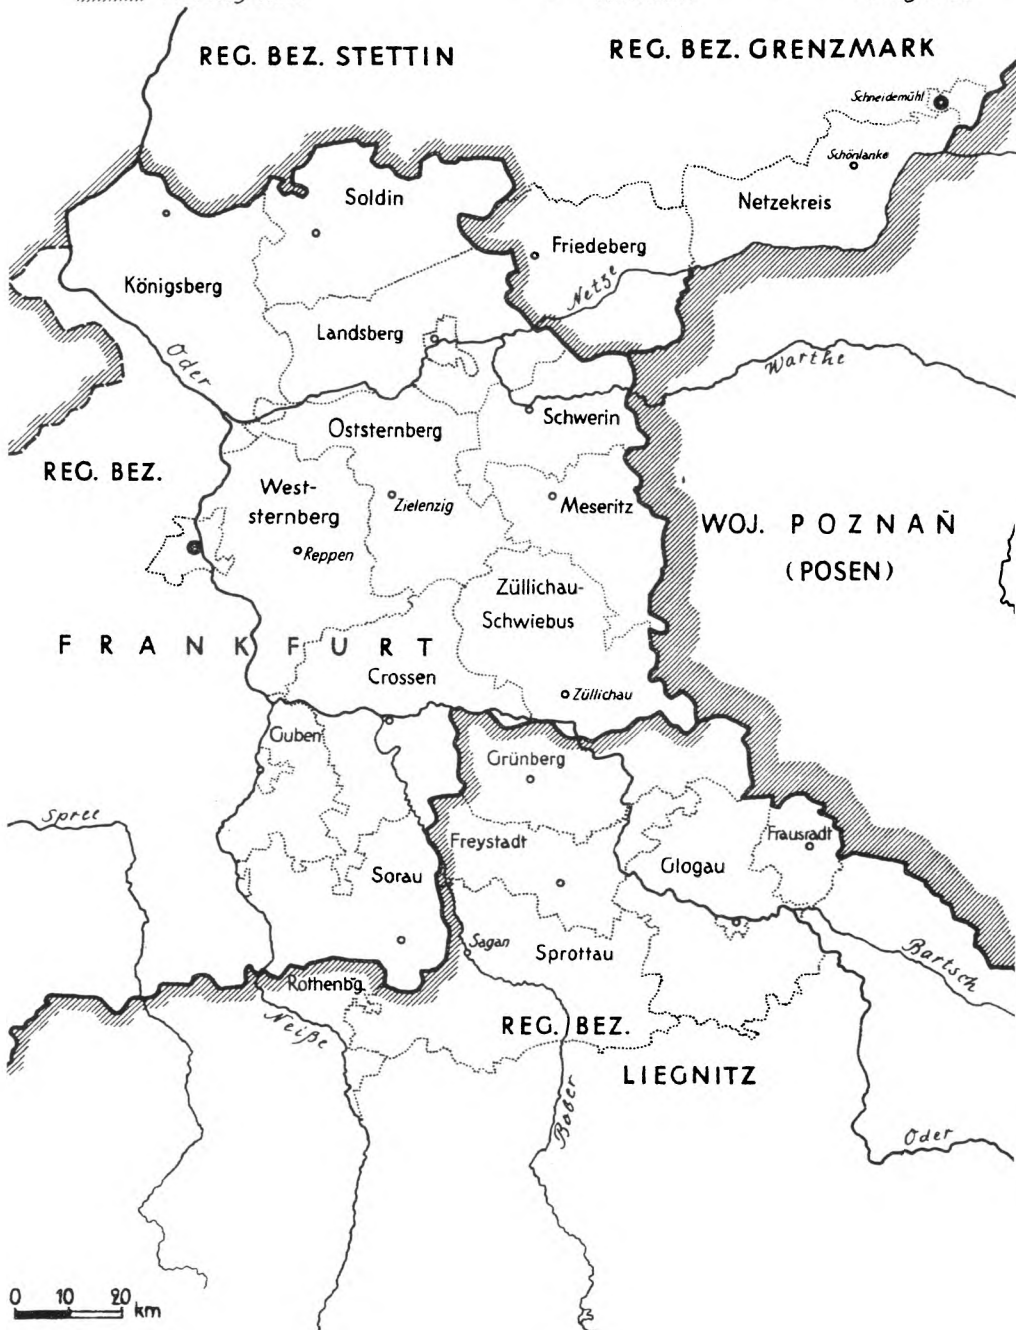 REG. BEZ. STETTIN
REG. BEZ. GRENZMARK
Schneidemühl
Schönlanke
Netzekreis
Soldin
Friedeberg
Königsberg
Netze
Landsberg
Oder
Warthe
Schwerin
Oststernberg
REG. BEZ.
West-
sternberg
Zielenzig
Meseritz
WOJ. POZNAŃ
(POSEN)
Reppen
Züllichau-
Schwiebus
FRANKFURT
Crossen
Züllichau
Guben
Grünberg
Spree
Freystadt
Frausradt
Glogau
Sorau
Sagan
Sprottau
Bartsch
Rothenbg.
Neiße
REG. BEZ.
LIEGNITZ
Bober
Oder
0 10 20 km